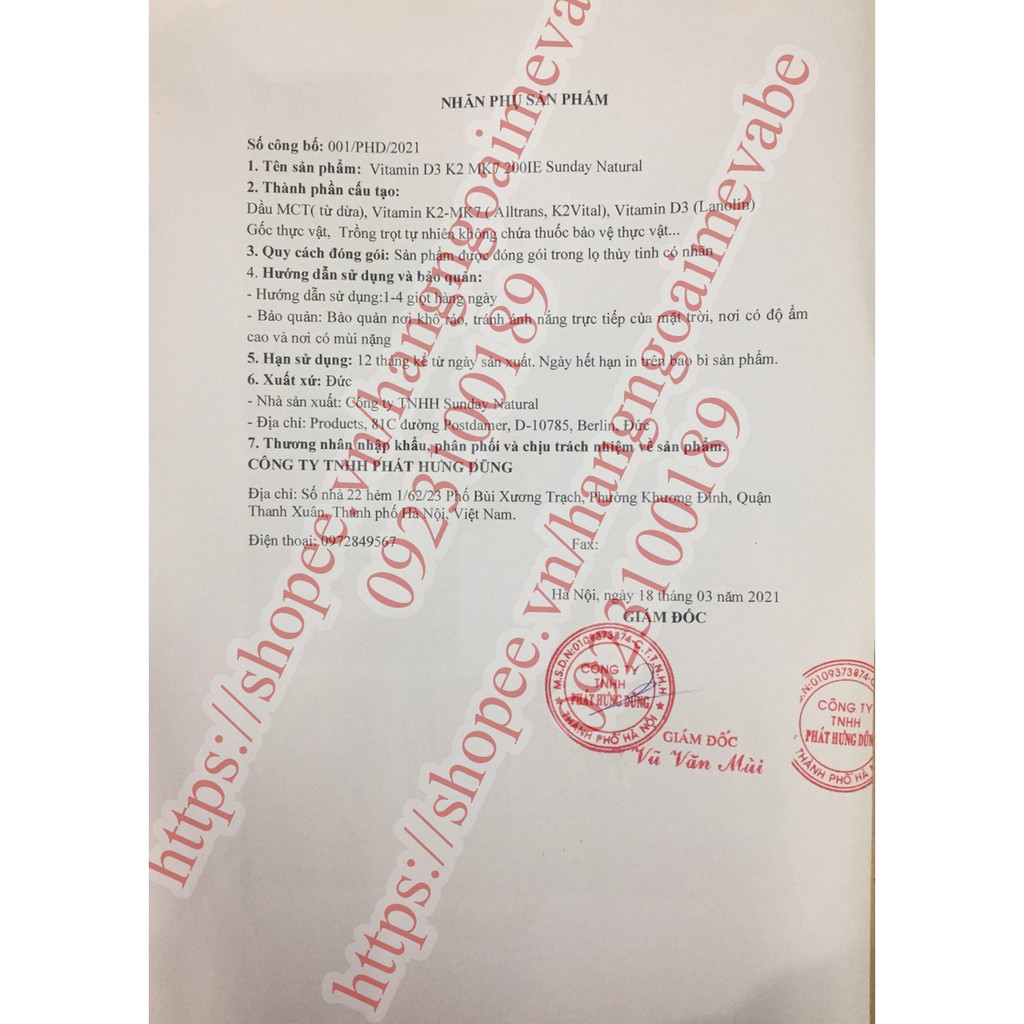 NHÃN PHỤ SẢN PHẨM
Số công bố: 001/PHD/2021
1. Tên sản phẩm: Vitamin D3 K2 MK7 200IE Sunday Natural
2. Thành phần cấu tạo:
Dầu MCT( từ dừa), Vitamin K2-MK7 ( Alltrans, K2Vital), Vitamin D3 (Lanolin)
Gốc thực vật, Trồng trọt tự nhiên không chứa thuốc bảo vệ thực vật...
3. Quy cách đóng gói: Sản phẩm được đóng gói trong lọ thủy tinh có nhãn
4. Hướng dẫn sử dụng và bảo quản:
- Hướng dẫn sử dụng:1-4 giọt hàng ngày
- Bảo quản: Bảo quản nơi khô ráo, tránh ánh nắng trực tiếp của mặt trời, nơi có độ ẩm
cao và nơi có mùi nặng
5. Hạn sử dụng: 12 tháng kể từ ngày sản xuất. Ngày hết hạn in trên bao bì sản phẩm.
6. Xuất xứ: Đức
- Nhà sản xuất: Công ty TNHH Sunday Natural
- Địa chỉ: Products, 81C đường Postdamer, D-10785, Berlin, Đức
7. Thương nhân nhập khẩu, phân phối và chịu trách nhiệm về sản phẩm.
CÔNG TY TNHH PHÁT HƯNG DŨNG
Địa chỉ: Số nhà 22 hẻm 1/62/23 Phố Bùi Xương Trạch, Phường Khương Đình, Quận
Thanh Xuân, Thành phố Hà Nội, Việt Nam.
Điện thoại: 0972849567 Fax:
Hà Nội, ngày 18 tháng 03 năm 2021
GIÁM ĐỐC
M.S.D.N:0109373874-C.T.T.N.H.H
CÔNG TY
TNHH
PHÁT HƯNG DŨNG
THÀNH PHỐ HÀ NỘI
GIÁM ĐỐC
Vũ Văn Mùi
D.N:0109373874-C
CÔNG TY
TNHH
PHÁT HƯNG DŨN
THÀNH PHỐ HÀ N
https://shopee.vn/hangngoaimeva
0923100189
https://shopee.vn/hangngoaimevabe
0923100189